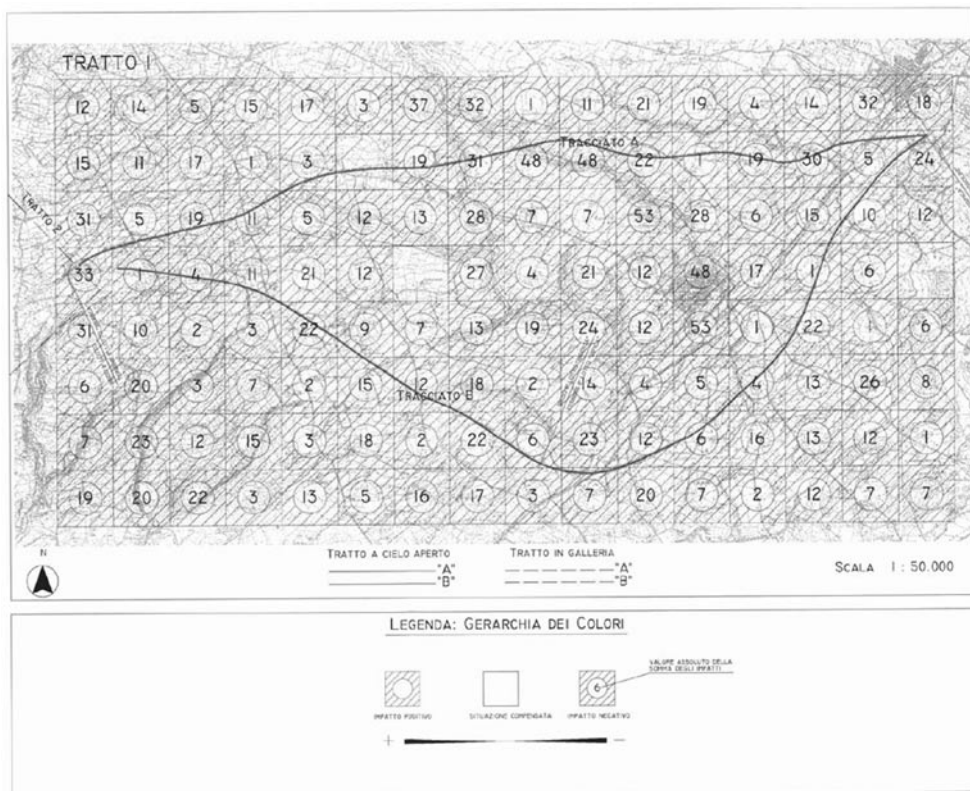 TRATTO 1
12 14 5 15 17 3 37 32 1 11 21 19 4 14 32 18
TRACCIATO A
15 11 17 1 3 19 31 48 48 22 1 19 30 5 24
TRATTO 2
31 5 19 11 5 12 13 28 7 7 53 28 6 15 10 12
33 4 11 21 12 27 4 21 12 48 17 1 6
31 10 2 3 22 9 7 13 19 24 12 53 1 22 1 6
6 20 3 7 2 15 2 18 2 14 4 5 4 13 26 8
TRACCIATO B
7 23 12 15 3 18 2 22 6 23 12 6 16 13 12 1
19 20 22 3 13 5 16 17 3 7 20 7 2 12 7 7
N
TRATTO A CIELO APERTO
"A"
"B"
TRATTO IN GALLERIA
"A"
"B"
SCALA 1 : 50.000
LEGENDA: GERARCHIA DEI COLORI
VALORE ASSOLUTO DELLA
SOMMA DEGLI IMPATTI
6
IMPATTO POSITIVO
SITUAZIONE COMPENSATA
IMPATTO NEGATIVO
+ −